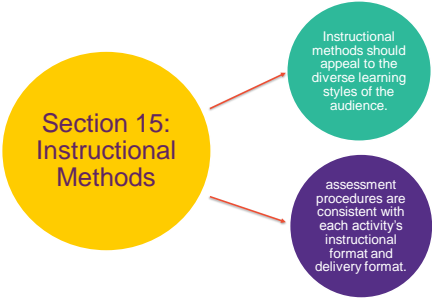 Section 15:
Instructional
Methods
Instructional
methods should
appeal to the
diverse learning
styles of the
audience.
assessment
procedures are
consistent with
each activity's
instructional
format and
delivery format.